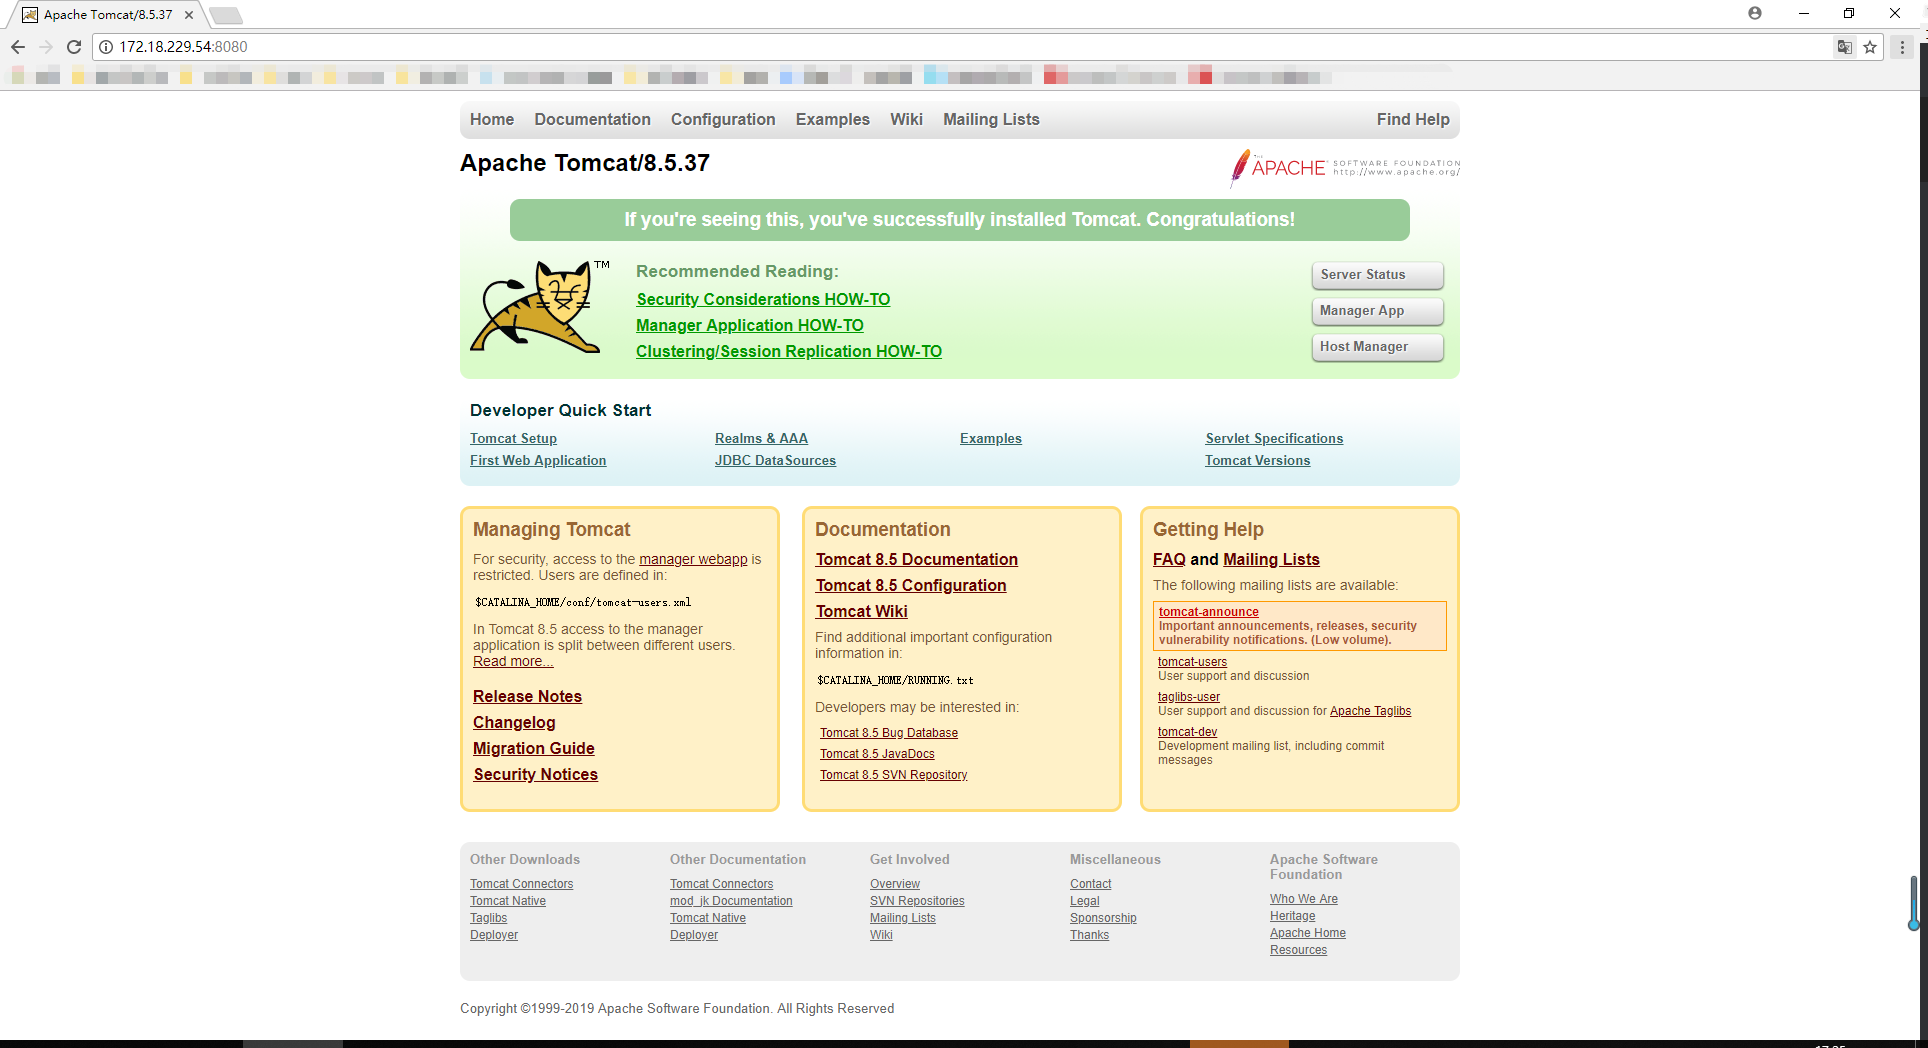 Apache Tomcat/8.5.37
172.18.229.54:8080
Home Documentation Configuration Examples Wiki Mailing Lists Find Help
Apache Tomcat/8.5.37
THE APACHE SOFTWARE FOUNDATION
http://www.apache.org/
If you're seeing this, you've successfully installed Tomcat. Congratulations!
TM
Recommended Reading:
Security Considerations HOW-TO
Manager Application HOW-TO
Clustering/Session Replication HOW-TO
Server Status
Manager App
Host Manager
Developer Quick Start
Tomcat Setup
First Web Application
Realms & AAA
JDBC DataSources
Examples
Servlet Specifications
Tomcat Versions
Managing Tomcat
For security, access to the manager webapp is
restricted. Users are defined in:
$CATALINA_HOME/conf/tomcat-users.xml
In Tomcat 8.5 access to the manager
application is split between different users.
Read more...
Release Notes
Changelog
Migration Guide
Security Notices
Documentation
Tomcat 8.5 Documentation
Tomcat 8.5 Configuration
Tomcat Wiki
Find additional important configuration
information in:
$CATALINA_HOME/RUNNING.txt
Developers may be interested in:
Tomcat 8.5 Bug Database
Tomcat 8.5 JavaDocs
Tomcat 8.5 SVN Repository
Getting Help
FAQ and Mailing Lists
The following mailing lists are available:
tomcat-announce
Important announcements, releases, security
vulnerability notifications. (Low volume).
tomcat-users
User support and discussion
taglibs-user
User support and discussion for Apache Taglibs
tomcat-dev
Development mailing list, including commit
messages
Other Downloads
Tomcat Connectors
Tomcat Native
Taglibs
Deployer
Other Documentation
Tomcat Connectors
mod_jk Documentation
Tomcat Native
Deployer
Get Involved
Overview
SVN Repositories
Mailing Lists
Wiki
Miscellaneous
Contact
Legal
Sponsorship
Thanks
Apache Software
Foundation
Who We Are
Heritage
Apache Home
Resources
Copyright ©1999-2019 Apache Software Foundation. All Rights Reserved